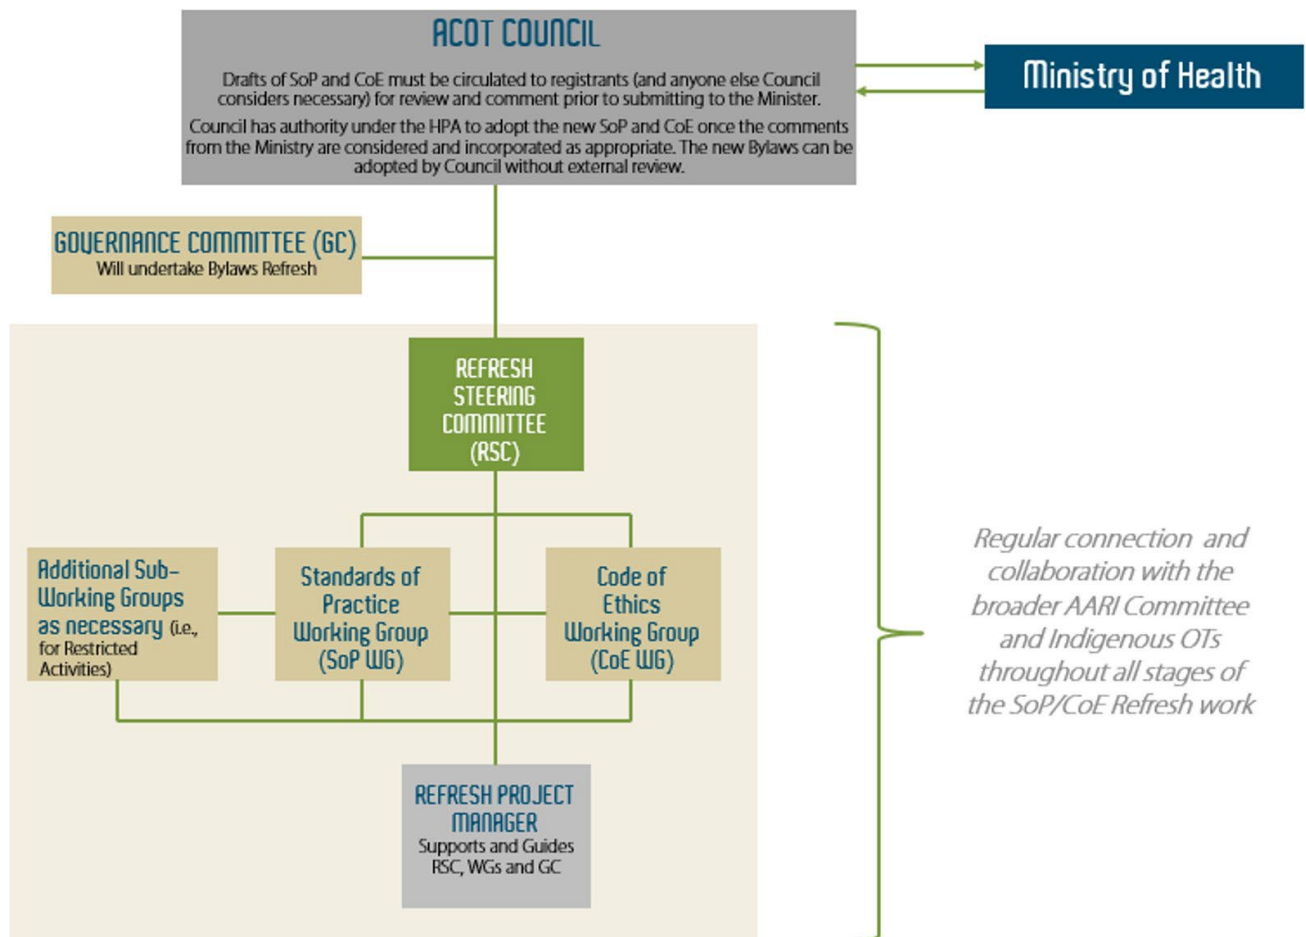 ACOT COUNCIL
Drafts of SoP and CoE must be circulated to registrants (and anyone else Council
considers necessary) for review and comment prior to submitting to the Minister.
Council has authority under the HPA to adopt the new SoP and CoE once the comments
from the Ministry are considered and incorporated as appropriate. The new Bylaws can be
adopted by Council without external review.
Ministry of Health
GOVERNANCE COMMITTEE (GC)
Will undertake Bylaws Refresh
REFRESH
STEERING
COMMITTEE
(RSC)
Additional Sub-
Working Groups
as necessary (i.e.,
for Restricted
Activities)
Standards of
Practice
Working Group
(SoP WG)
Code of
Ethics
Working Group
(CoE WG)
REFRESH PROJECT
MANAGER
Supports and Guides
RSC, WGs and GC
Regular connection and
collaboration with the
broader AARI Committee
and Indigenous OTs
throughout all stages of
the SoP/CoE Refresh work